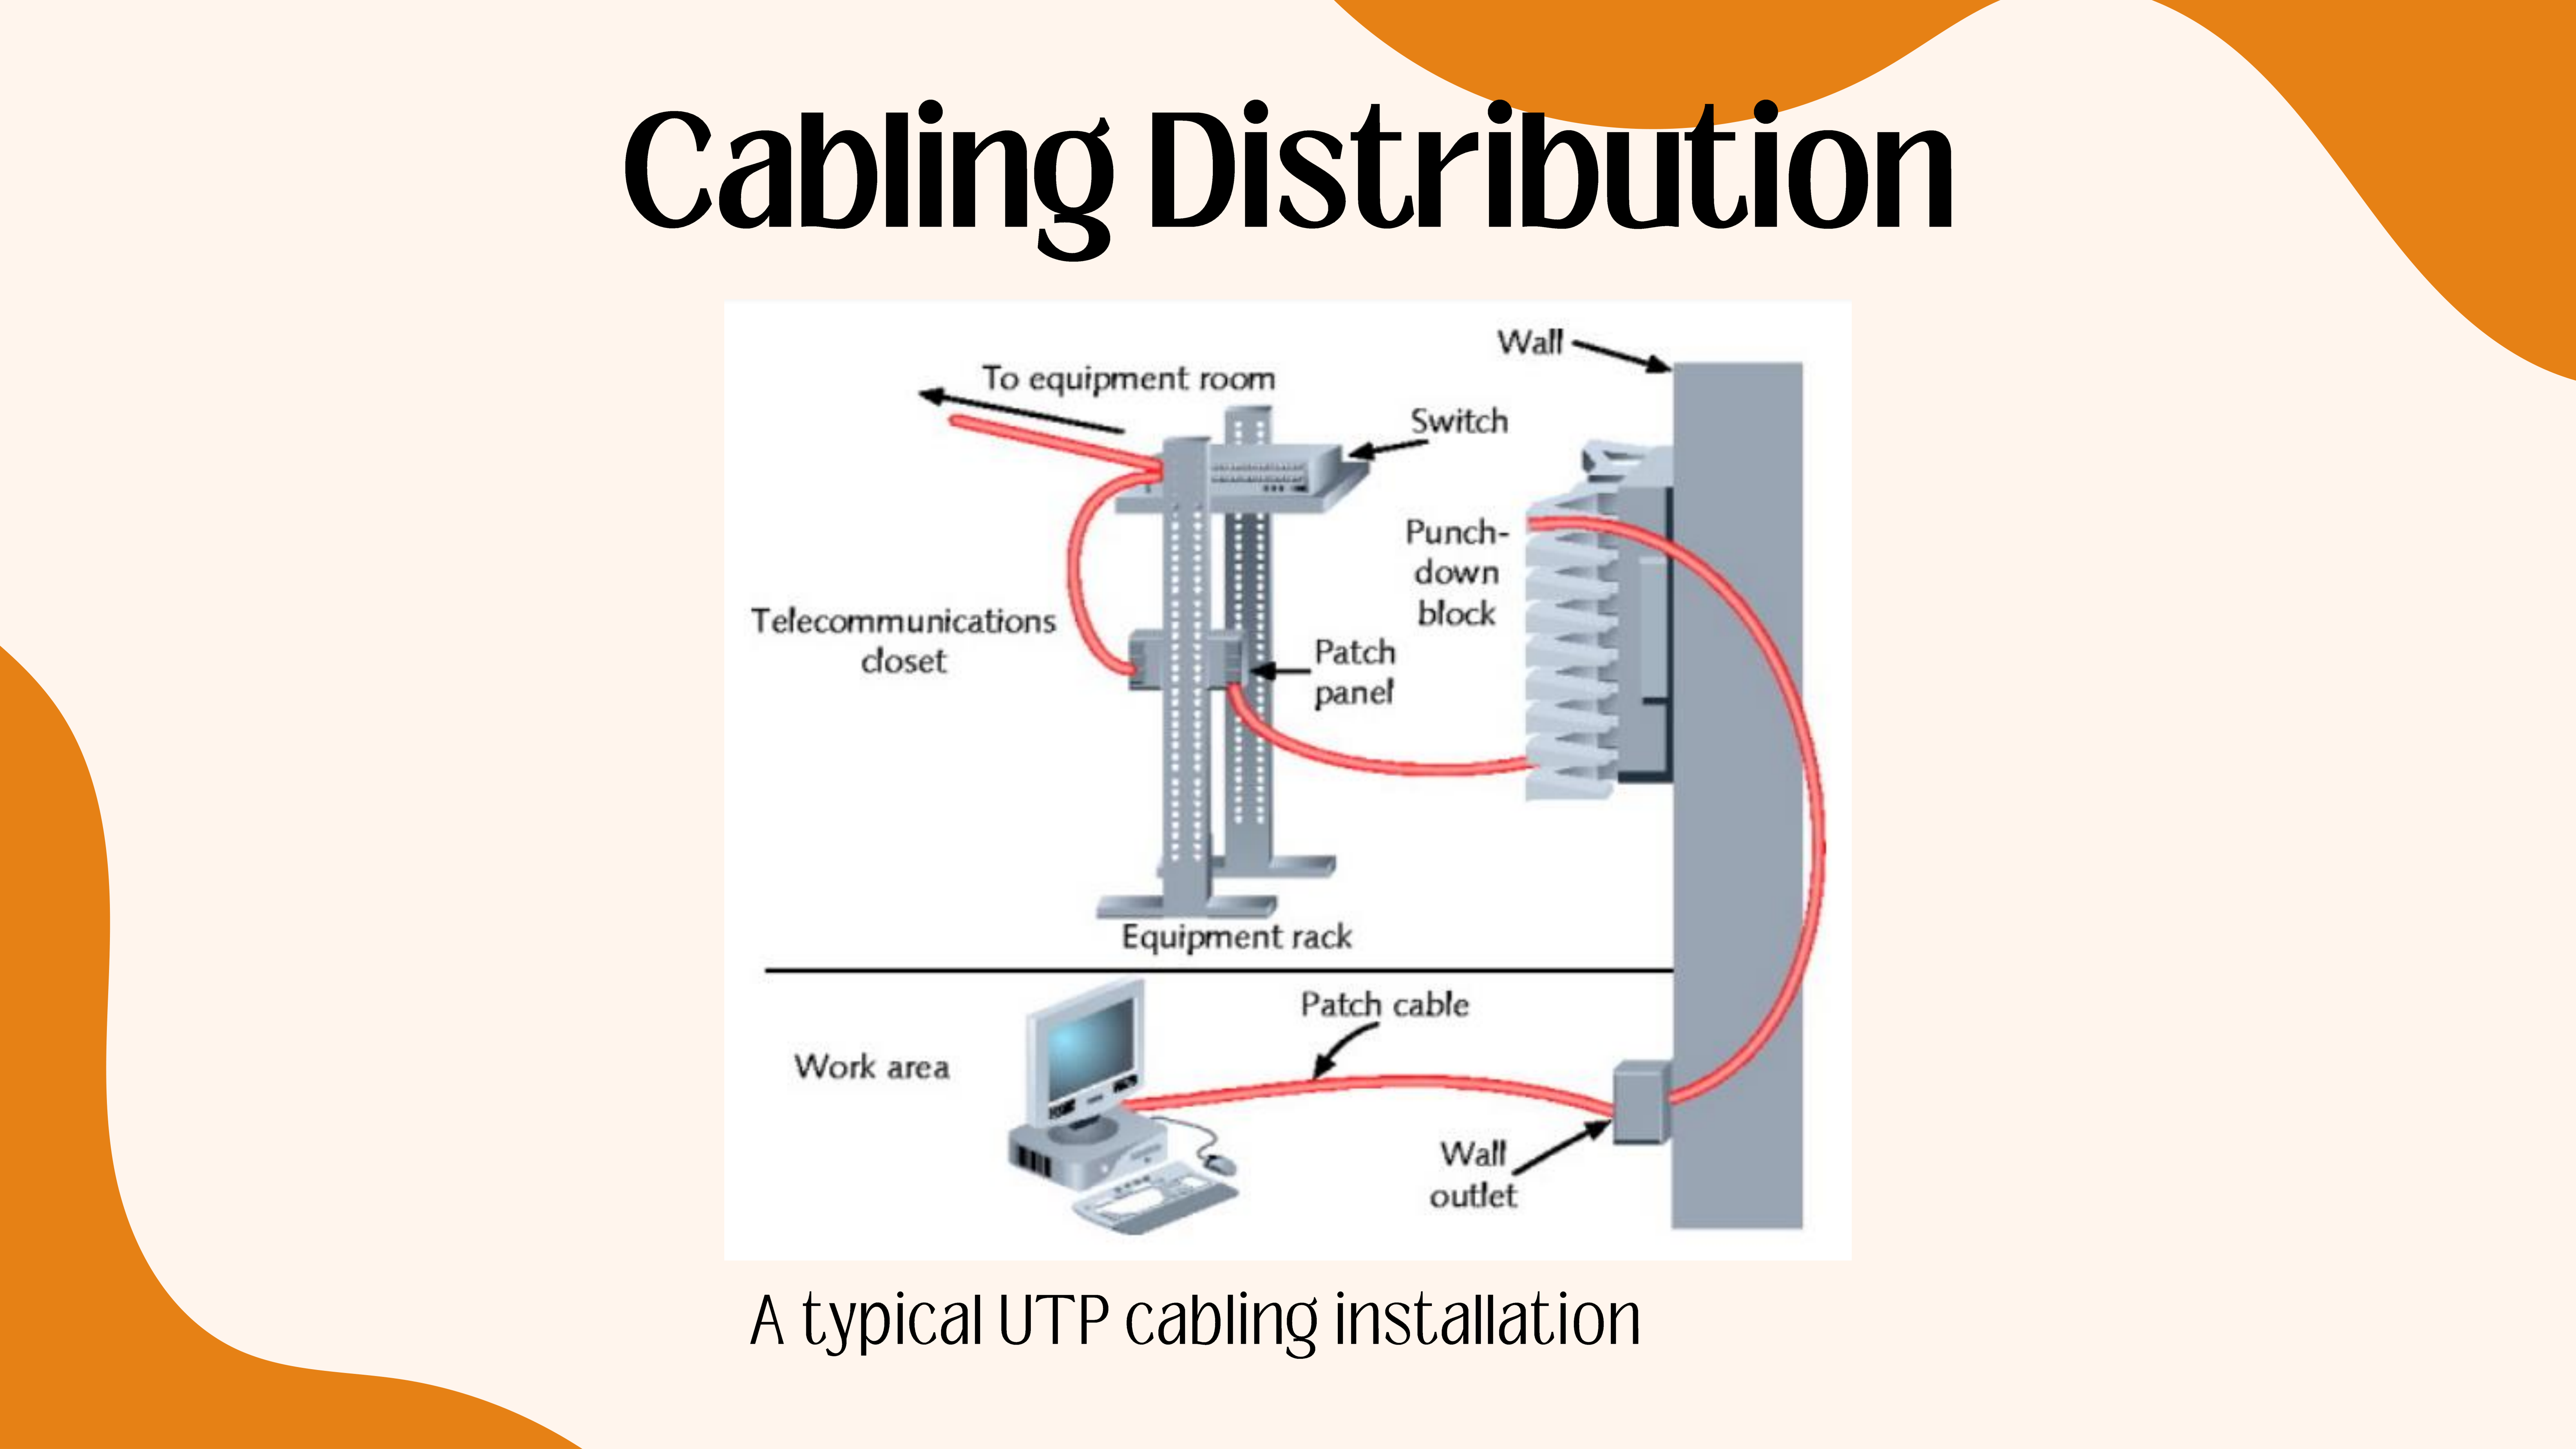 Cabling Distribution
Wall
To equipment room
Switch
Punch-
down
block
Telecommunications
closet
Patch
panel
Equipment rack
Patch cable
Work area
Wall
outlet
A typical UTP cabling installation